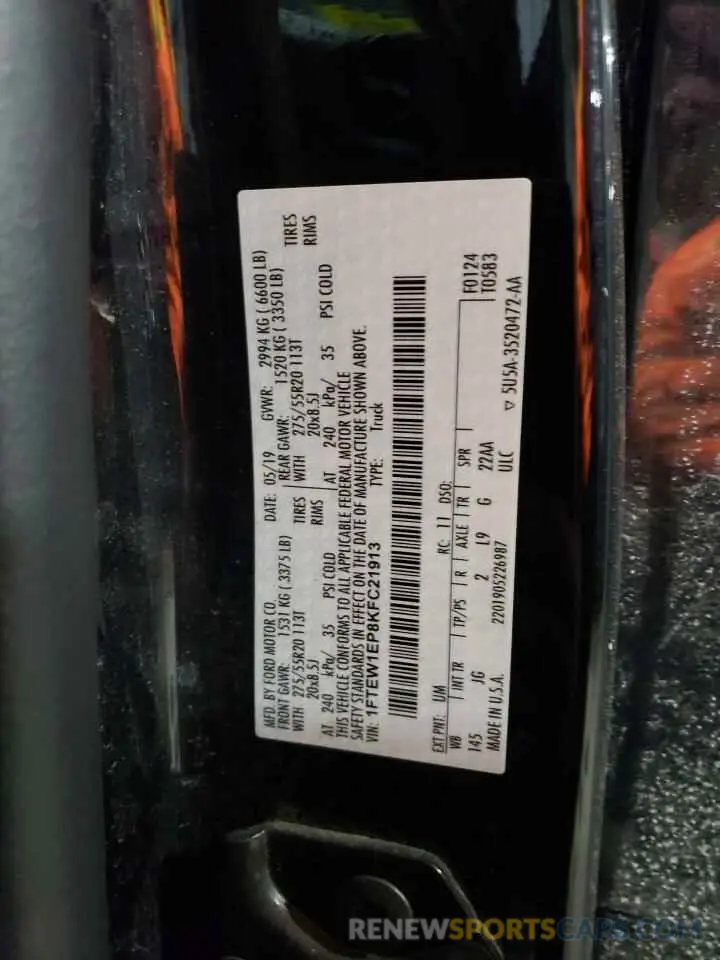 MFD. BY FORD MOTOR CO.
DATE: 05/19 GVWR: 2994 KG ( 6600 LB)
FRONT GAWR: 1531 KG ( 3375 LB) REAR GAWR: 1520 KG ( 3350 LB)
WITH 275/55R20 113T TIRES WITH 275/55R20 113T TIRES
20x8.5J RIMS 20x8.5J RIMS
AT 240 kPa/ 35 PSI COLD AT 240 kPa/ 35 PSI COLD
THIS VEHICLE CONFORMS TO ALL APPLICABLE FEDERAL MOTOR VEHICLE
SAFETY STANDARDS IN EFFECT ON THE DATE OF MANUFACTURE SHOWN ABOVE.
VIN: 1FTEW1EP8KFC21913 TYPE: Truck
EXT PNT: UM RC: 11 DSO: F0124
WB INT TR TP/PS R AXLE TR SPR T0583
145 JG 2 L9 G 22AA
MADE IN U.S.A. 2201905226987 ULC
▽ 5U5A-3520472-AA
RENEWSPORTSCARS.COM